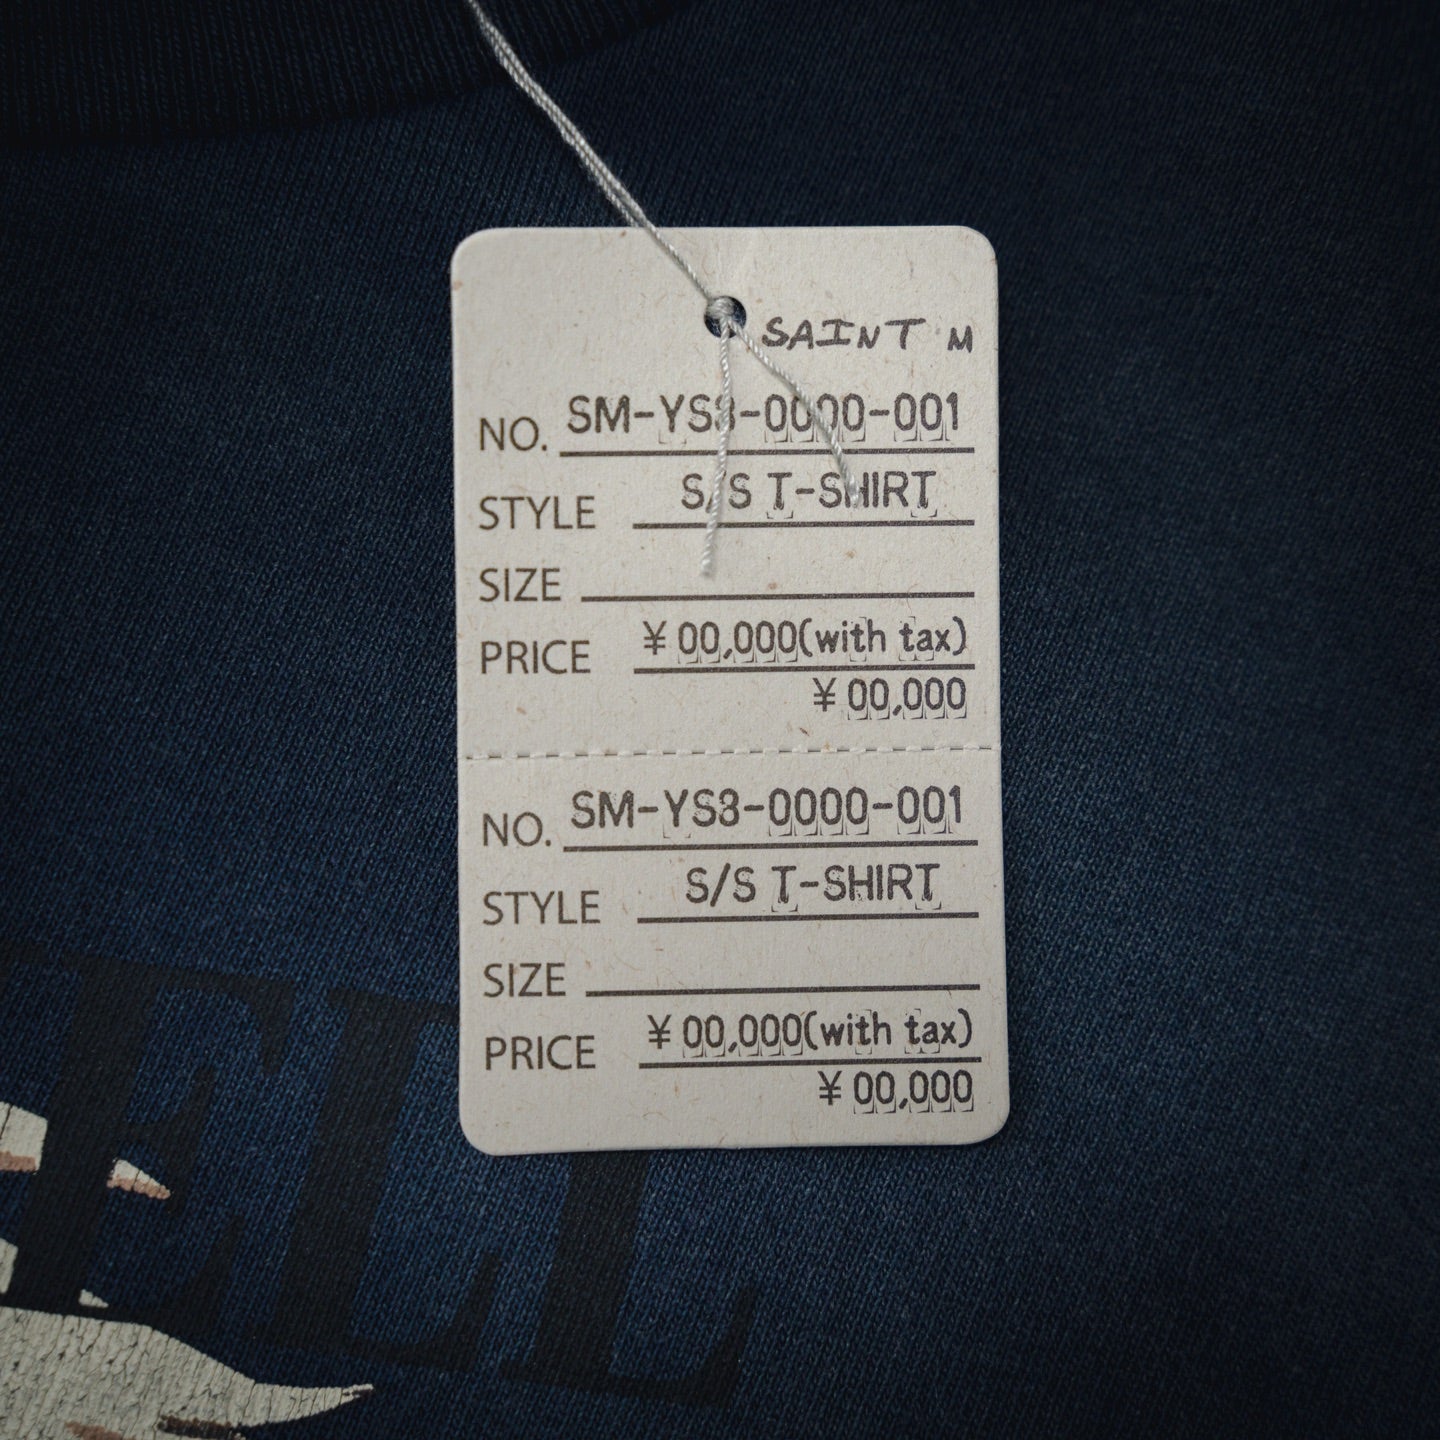 SAINT M
NO. SM-YS8-0000-001
STYLE S/S T-SHIRT
SIZE
PRICE ¥ 00,000(with tax)
¥ 00,000
NO. SM-YS8-0000-001
STYLE S/S T-SHIRT
SIZE
PRICE ¥ 00,000(with tax)
¥ 00,000
ELL